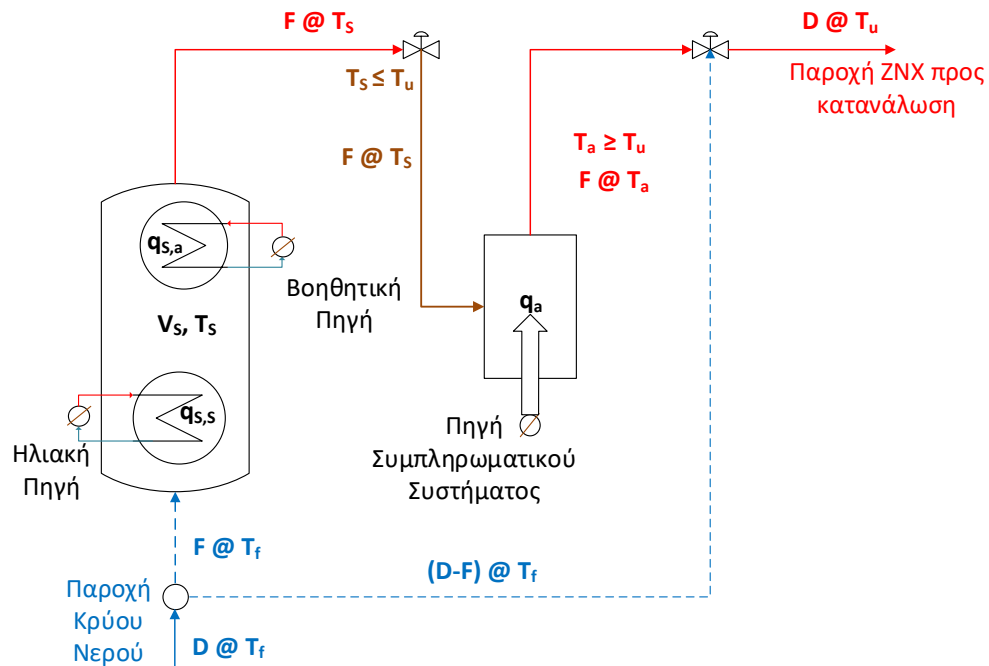 F @ TS
D @ Tu
Παροχή ΖΝΧ προς
κατανάλωση
TS ≤ Tu
F @ TS
Ta ≥ Tu
F @ Ta
qS,a
Βοηθητική
Πηγή
VS, TS
qa
qS,S
Ηλιακή
Πηγή
Πηγή
Συμπληρωματικού
Συστήματος
F @ Tf
(D-F) @ Tf
Παροχή
Κρύου
Νερού
D @ Tf